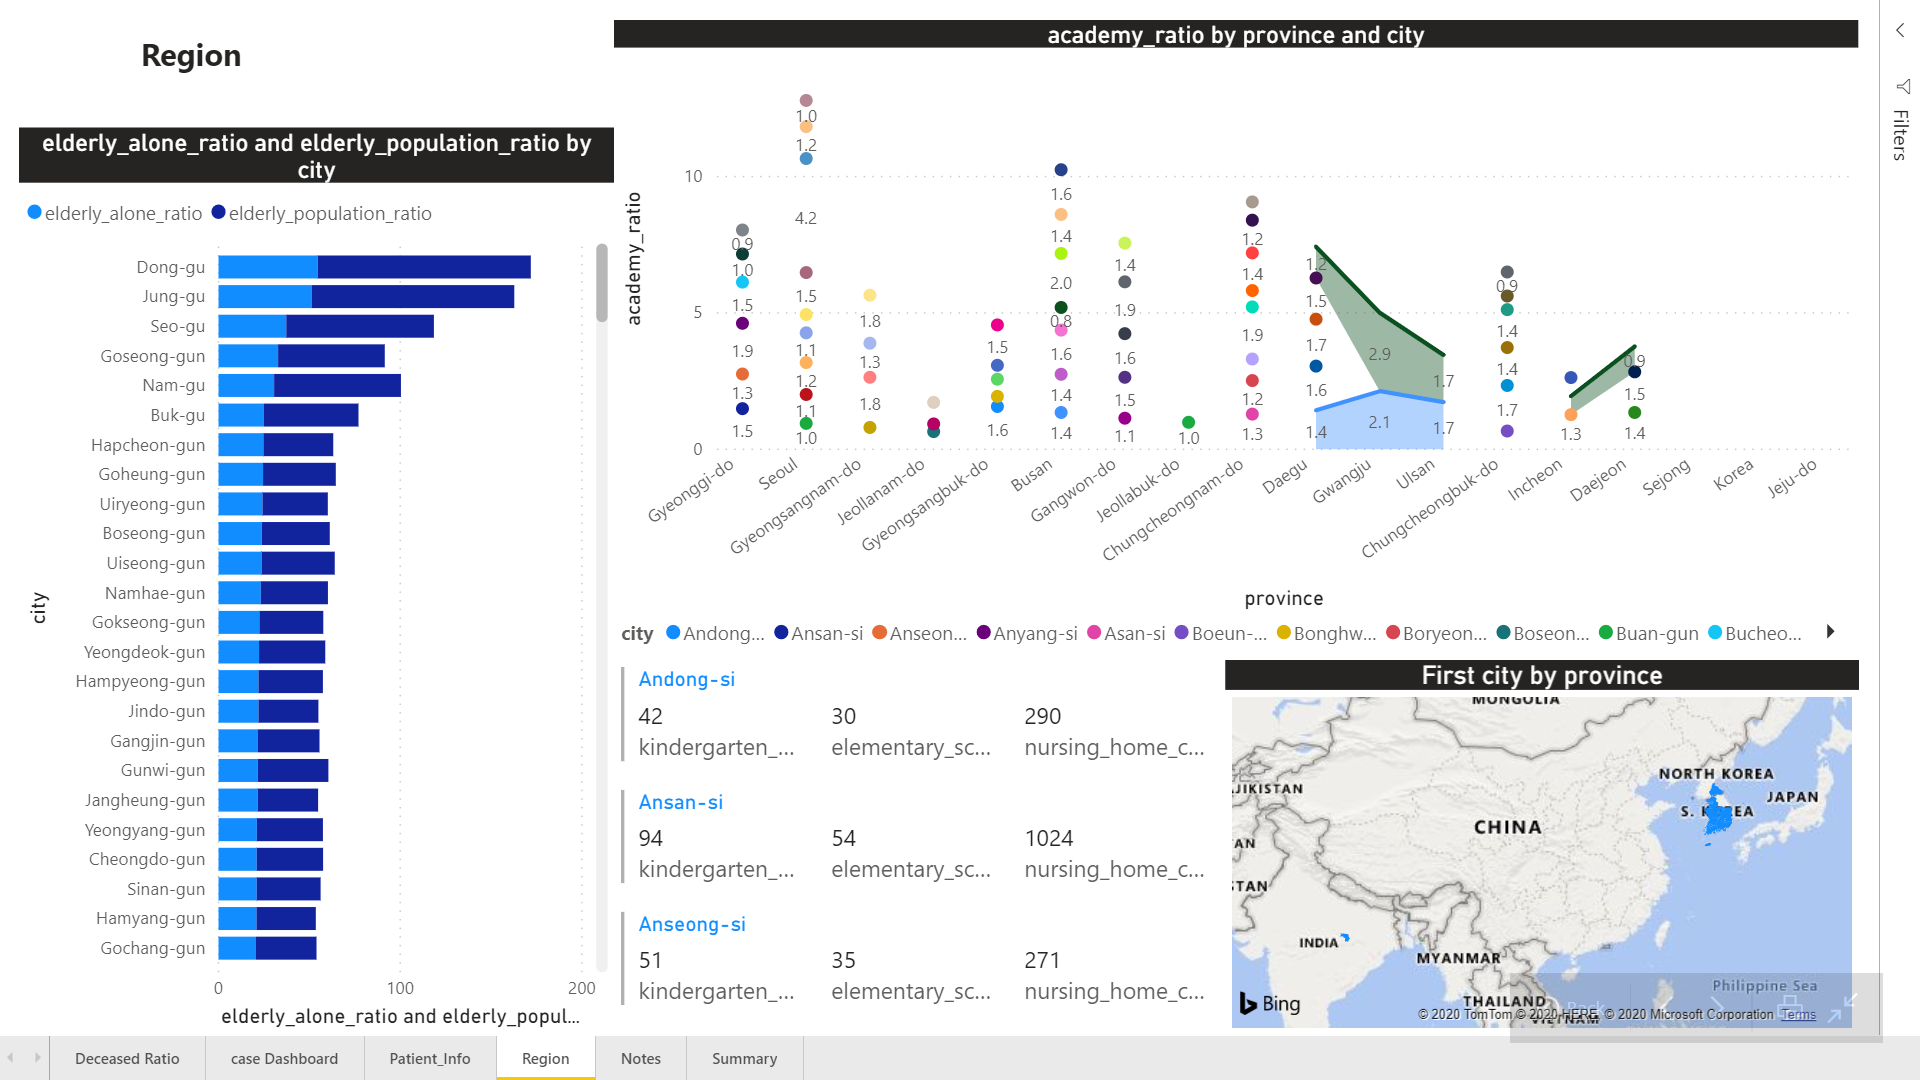 Region
elderly_alone_ratio and elderly_population_ratio by
city
elderly_alone_ratio
elderly_population_ratio
city
Dong-gu
Jung-gu
Seo-gu
Goseong-gun
Nam-gu
Buk-gu
Hapcheon-gun
Goheung-gun
Uiryeong-gun
Boseong-gun
Uiseong-gun
Namhae-gun
Gokseong-gun
Yeongdeok-gun
Hampyeong-gun
Jindo-gun
Gangjin-gun
Gunwi-gun
Jangheung-gun
Yeongyang-gun
Cheongdo-gun
Sinan-gun
Hamyang-gun
Gochang-gun
0 100 200
elderly_alone_ratio and elderly_popul...
academy_ratio by province and city
academy_ratio
10
5
0
0.9
1.0
1.5
1.9
1.3
1.5
1.0
1.2
4.2
1.5
1.1
1.2
1.1
1.0
1.8
1.3
1.8
1.5
1.6
1.6
1.4
2.0
0.8
1.6
1.4
1.4
1.4
1.9
1.6
1.5
1.1
1.0
1.2
1.4
1.9
1.2
1.3
1.2
1.5
1.7
1.6
1.4
2.9
2.1
1.7
1.7
0.9
1.4
1.4
1.7
1.3
0.9
1.5
1.4
Gyeonggi-do
Seoul
Gyeongsangnam-do
Jeollanam-do
Gyeongsangbuk-do
Busan
Gangwon-do
Jeollabuk-do
Chungcheongnam-do
Daegu
Gwangju
Ulsan
Chungcheongbuk-do
Incheon
Daejeon
Sejong
Korea
Jeju-do
province
city Andong... Ansan-si Anseon... Anyang-si Asan-si Boeun-... Bonghw... Boryeon... Boseon... Buan-gun Bucheo...
Andong-si
42 30 290
kindergarten_... elementary_sc... nursing_home_c...
Ansan-si
94 54 1024
kindergarten_... elementary_sc... nursing_home_c...
Anseong-si
51 35 271
kindergarten_... elementary_sc... nursing_home_c...
First city by province
MONGOLIA
NORTH KOREA
JIKISTAN
JAPAN
S. KOREA
CHINA
AN
STAN
INDIA
MYANMAR
Philippine Sea
THAILAND
VIETNAM
Bing
Back
© 2020 TomTom © 2020 HERE, © 2020 Microsoft Corporation Terms
Filters
Deceased Ratio
case Dashboard
Patient_Info
Region
Notes
Summary